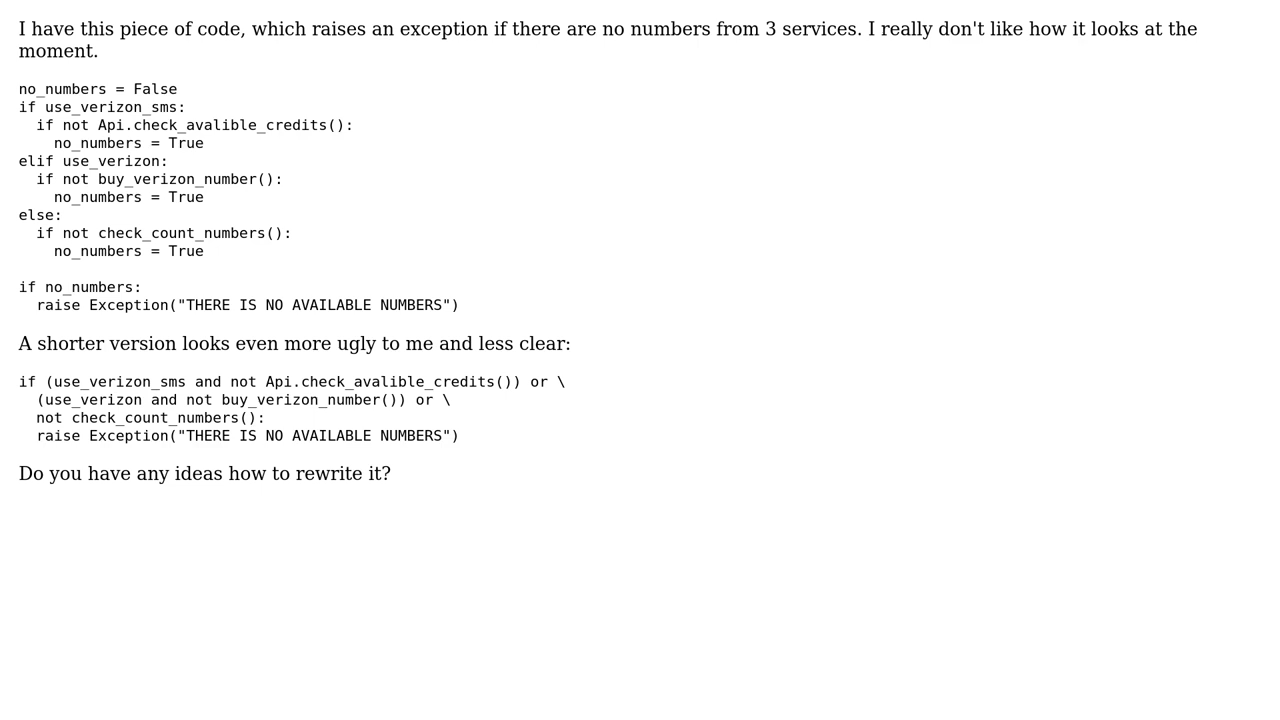 I have this piece of code, which raises an exception if there are no numbers from 3 services. I really don't like how it looks at the
moment.
no_numbers = False
if use_verizon_sms:
  if not Api.check_avalible_credits():
    no_numbers = True
elif use_verizon:
  if not buy_verizon_number():
    no_numbers = True
else:
  if not check_count_numbers():
    no_numbers = True

if no_numbers:
  raise Exception("THERE IS NO AVAILABLE NUMBERS")
A shorter version looks even more ugly to me and less clear:
if (use_verizon_sms and not Api.check_avalible_credits()) or \
  (use_verizon and not buy_verizon_number()) or \
  not check_count_numbers():
  raise Exception("THERE IS NO AVAILABLE NUMBERS")
Do you have any ideas how to rewrite it?